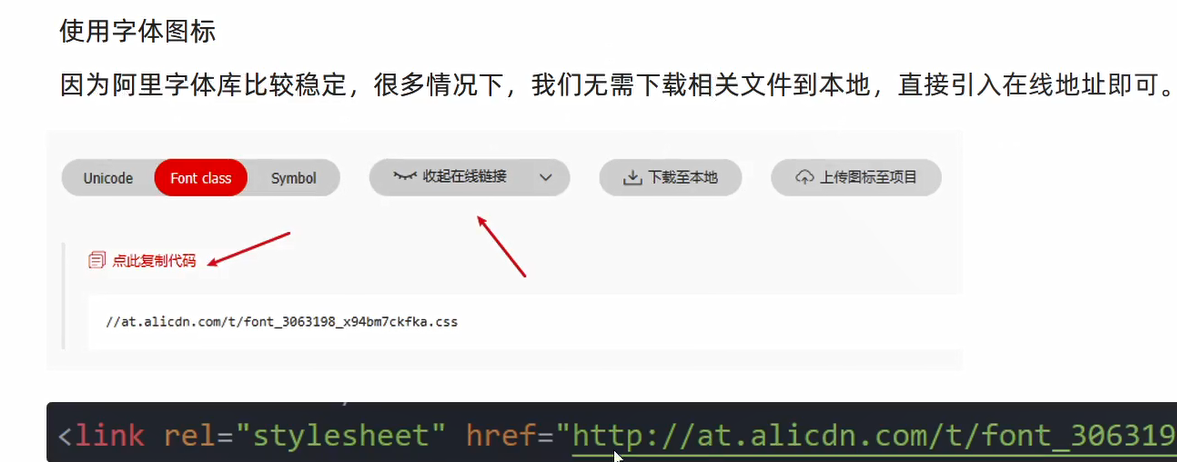 使用字体图标
因为阿里字体库比较稳定，很多情况下，我们无需下载相关文件到本地，直接引入在线地址即可。
Unicode Font class Symbol 收起在线链接 下载至本地 上传图标至项目
点此复制代码
//at.alicdn.com/t/font_3063198_x94bm7ckfka.css
<link rel="stylesheet" href="http://at.alicdn.com/t/font_306319